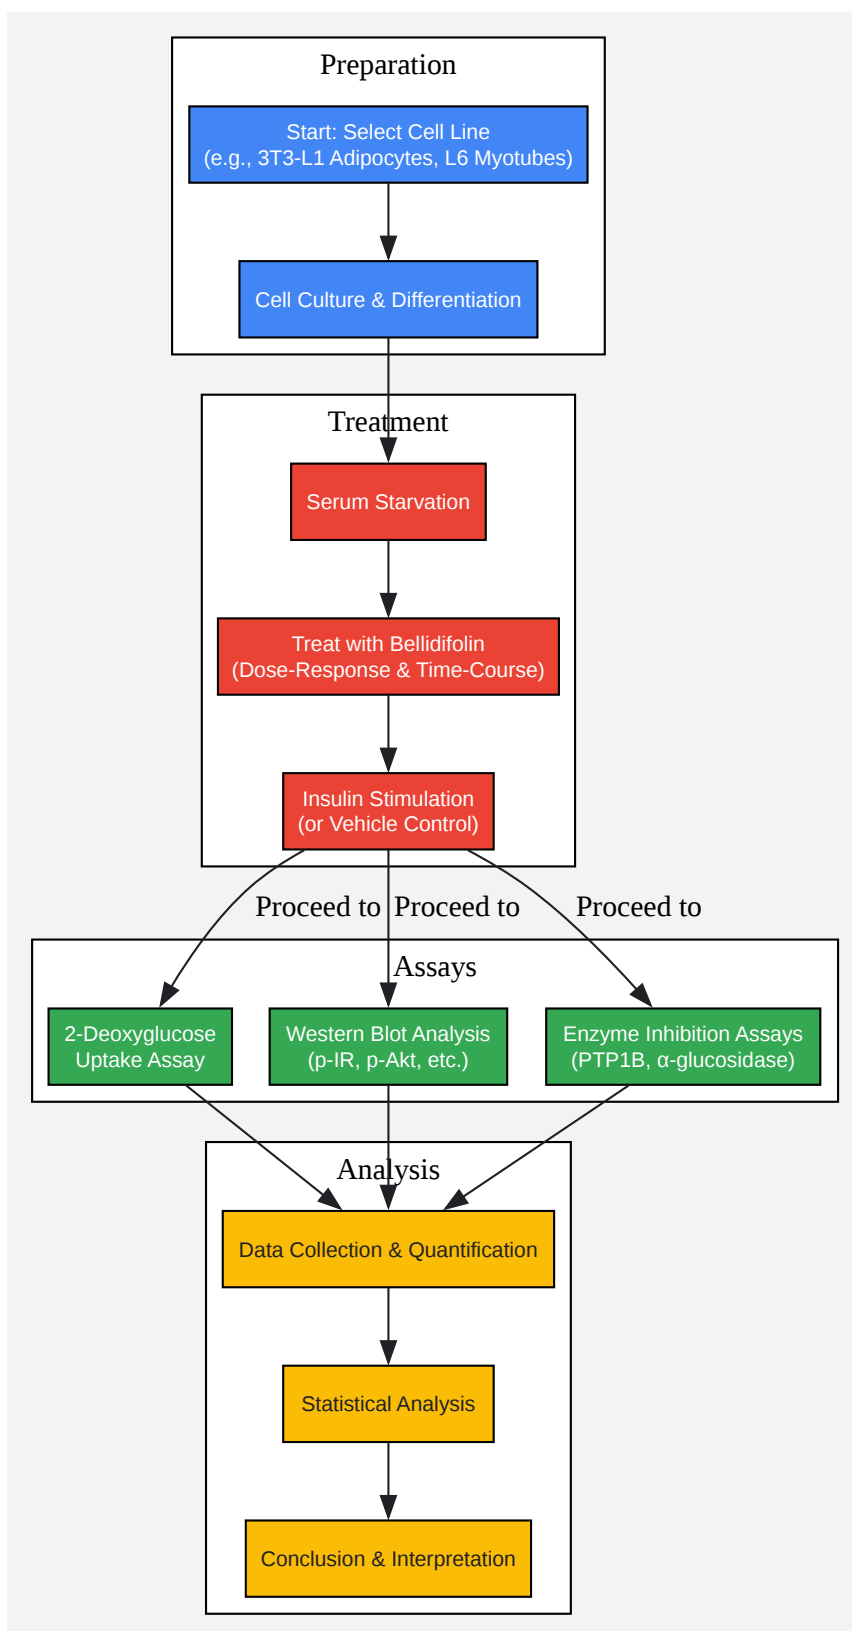 Preparation
Start: Select Cell Line
(e.g., 3T3-L1 Adipocytes, L6 Myotubes)
Cell Culture & Differentiation
Treatment
Serum Starvation
Treat with Bellidifolin
(Dose-Response & Time-Course)
Insulin Stimulation
(or Vehicle Control)
Proceed to
Proceed to
Proceed to
Assays
2-Deoxyglucose
Uptake Assay
Western Blot Analysis
(p-IR, p-Akt, etc.)
Enzyme Inhibition Assays
(PTP1B, α-glucosidase)
Analysis
Data Collection & Quantification
Statistical Analysis
Conclusion & Interpretation